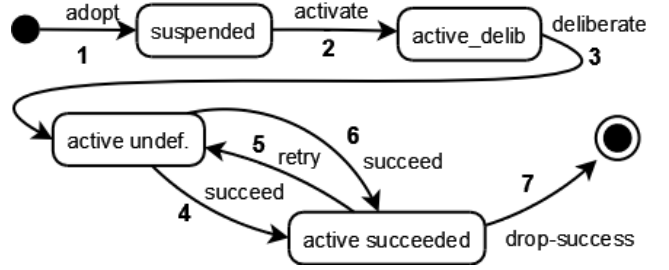 adopt
1
suspended
activate
2
active_delib
deliberate
3
active undef.
5
retry
6
succeed
4
succeed
active succeeded
7
drop-success